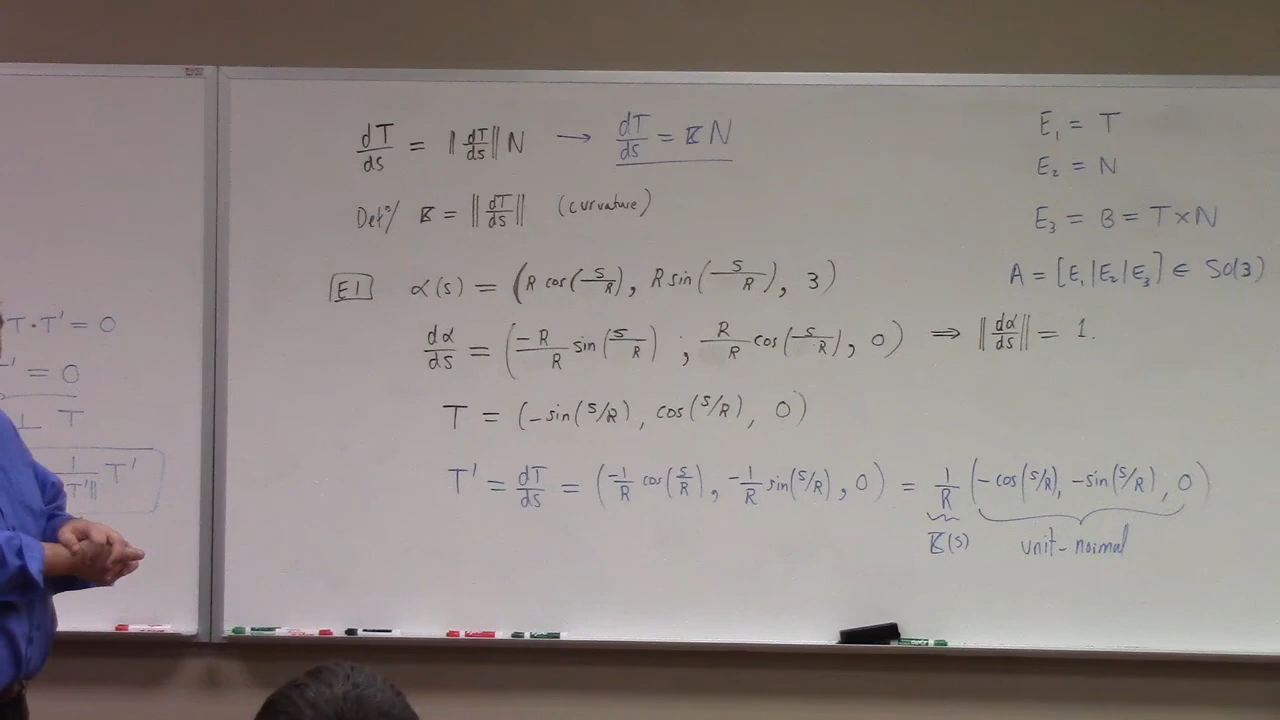 T · T' = 0
' = 0
⊥ T
1/‖T'‖ T'
dT/ds = ‖dT/ds‖ N → dT/ds = κN
Def% κ = ‖dT/ds‖ (curvature)
E1 α(s) = (R cos(s/R), R sin(s/R), 3)
dα/ds = (-R/R sin(s/R), R/R cos(s/R), 0) ⟹ ‖dα/ds‖ = 1.
T = (-sin(s/R), cos(s/R), 0)
T' = dT/ds = (-1/R cos(s/R), -1/R sin(s/R), 0) = 1/R (-cos(s/R), -sin(s/R), 0)
κ(s) unit-normal
E₁ = T
E₂ = N
E₃ = B = T×N
A = [E₁|E₂|E₃] ∈ SO(3)